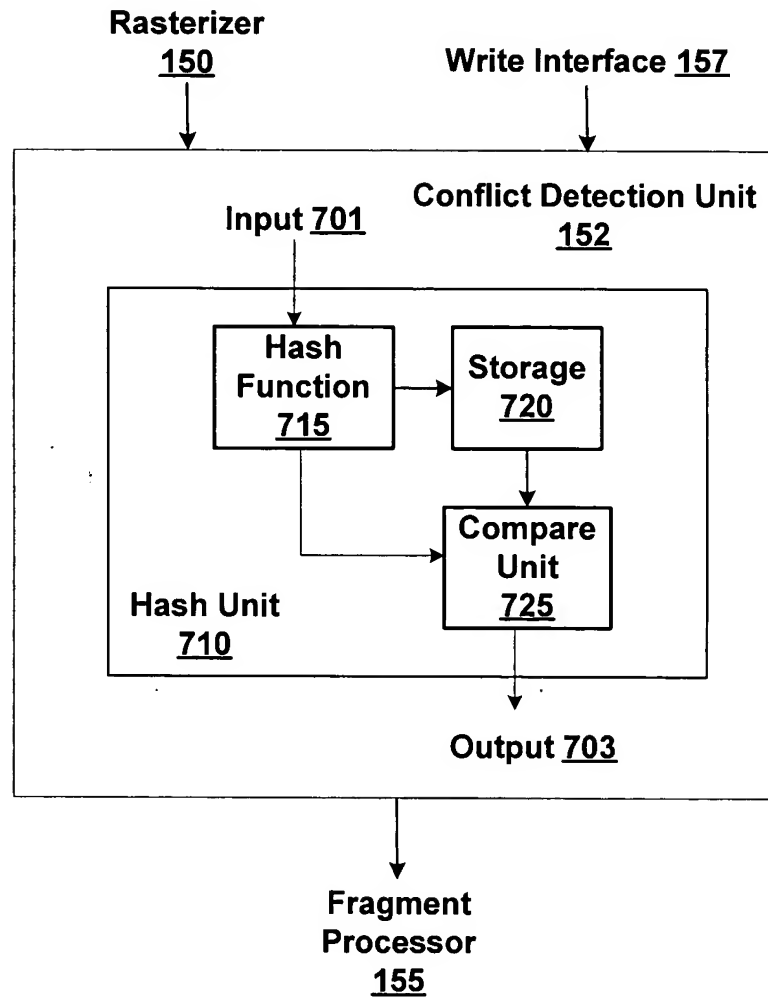 Rasterizer
150
Write Interface 157
Conflict Detection Unit
152
Input 701
Hash
Function
715
Storage
720
Compare
Unit
725
Hash Unit
710
Output 703
Fragment
Processor
155